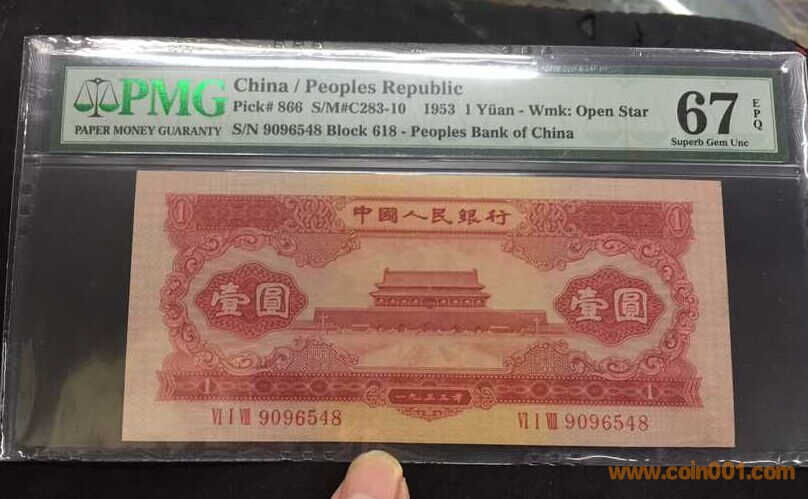 PMG
PAPER MONEY GUARANTY
China / Peoples Republic
Pick# 866 S/M#C283-10 1953 1 Yüan - Wmk: Open Star
S/N 9096548 Block 618 - Peoples Bank of China
67 EPQ
Superb Gem Unc
1 中國人民銀行 1
壹圓 壹圓
1 一九五三年 1
VI I VIII 9096548 VI I VIII 9096548
www.coin001.com